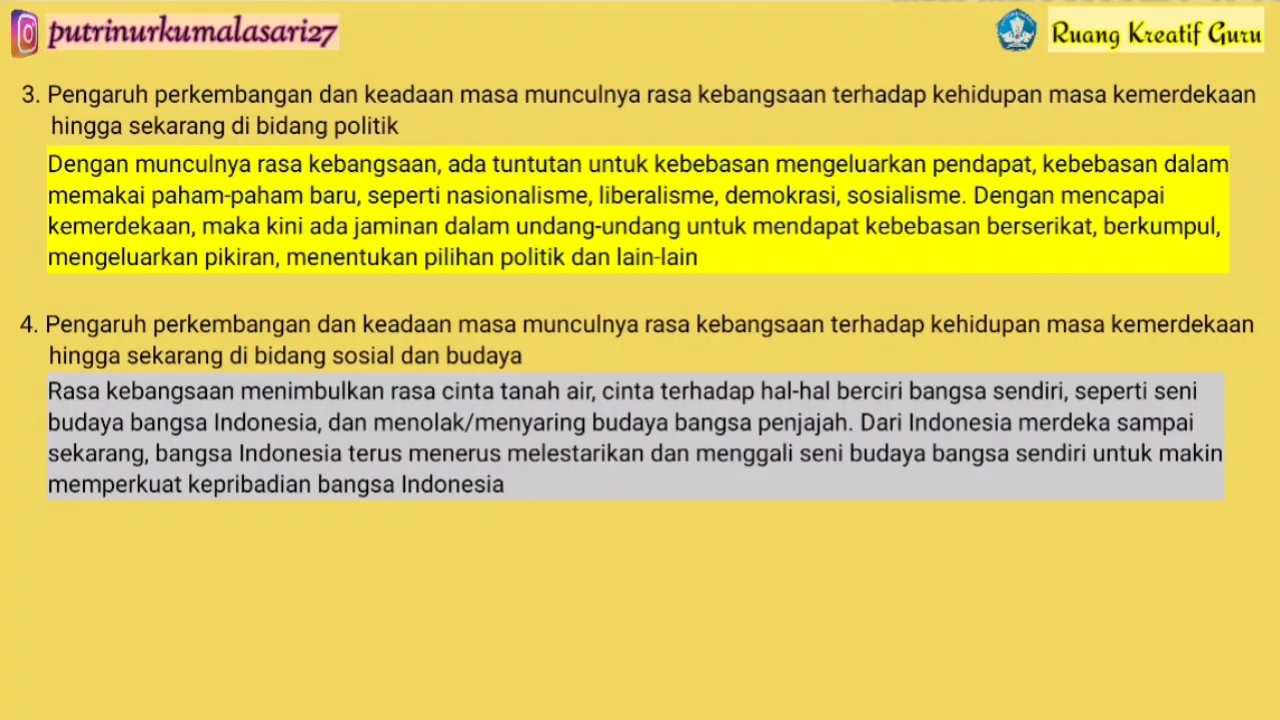 putrinurkumalasari27
Ruang Kreatif Guru
3. Pengaruh perkembangan dan keadaan masa munculnya rasa kebangsaan terhadap kehidupan masa kemerdekaan
hingga sekarang di bidang politik
Dengan munculnya rasa kebangsaan, ada tuntutan untuk kebebasan mengeluarkan pendapat, kebebasan dalam
memakai paham-paham baru, seperti nasionalisme, liberalisme, demokrasi, sosialisme. Dengan mencapai
kemerdekaan, maka kini ada jaminan dalam undang-undang untuk mendapat kebebasan berserikat, berkumpul,
mengeluarkan pikiran, menentukan pilihan politik dan lain-lain
4. Pengaruh perkembangan dan keadaan masa munculnya rasa kebangsaan terhadap kehidupan masa kemerdekaan
hingga sekarang di bidang sosial dan budaya
Rasa kebangsaan menimbulkan rasa cinta tanah air, cinta terhadap hal-hal berciri bangsa sendiri, seperti seni
budaya bangsa Indonesia, dan menolak/menyaring budaya bangsa penjajah. Dari Indonesia merdeka sampai
sekarang, bangsa Indonesia terus menerus melestarikan dan menggali seni budaya bangsa sendiri untuk makin
memperkuat kepribadian bangsa Indonesia